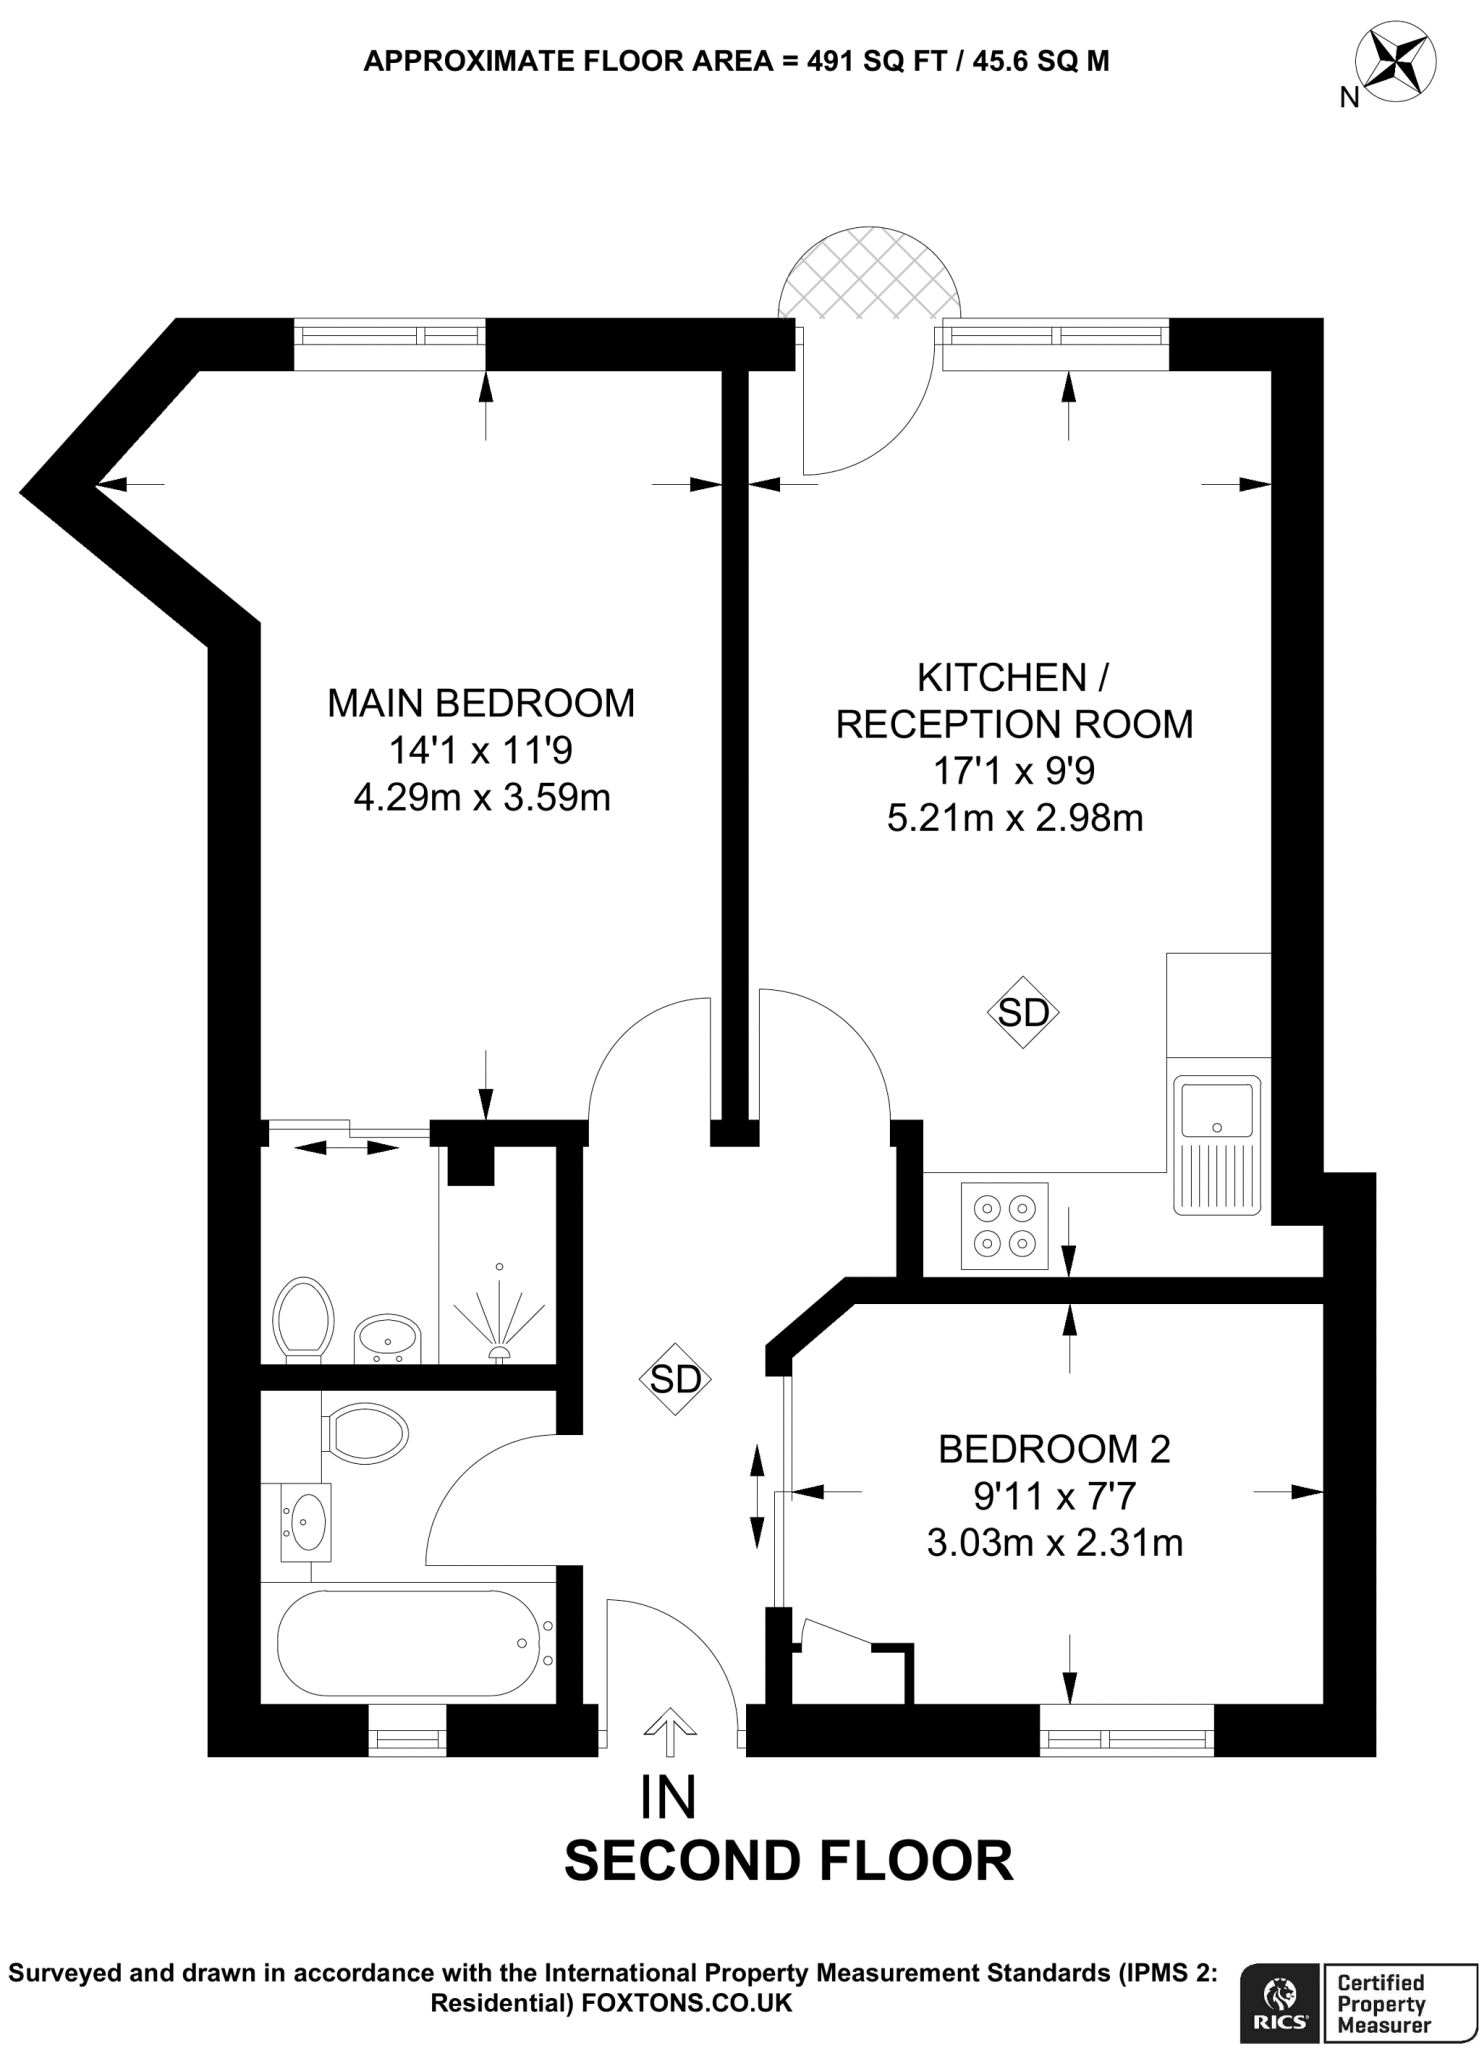 APPROXIMATE FLOOR AREA = 491 SQ FT / 45.6 SQ M
N
MAIN BEDROOM
14'1 x 11'9
4.29m x 3.59m
KITCHEN /
RECEPTION ROOM
17'1 x 9'9
5.21m x 2.98m
SD
SD
BEDROOM 2
9'11 x 7'7
3.03m x 2.31m
IN
SECOND FLOOR
Surveyed and drawn in accordance with the International Property Measurement Standards (IPMS 2:
Residential) FOXTONS.CO.UK
RICS
Certified
Property
Measurer